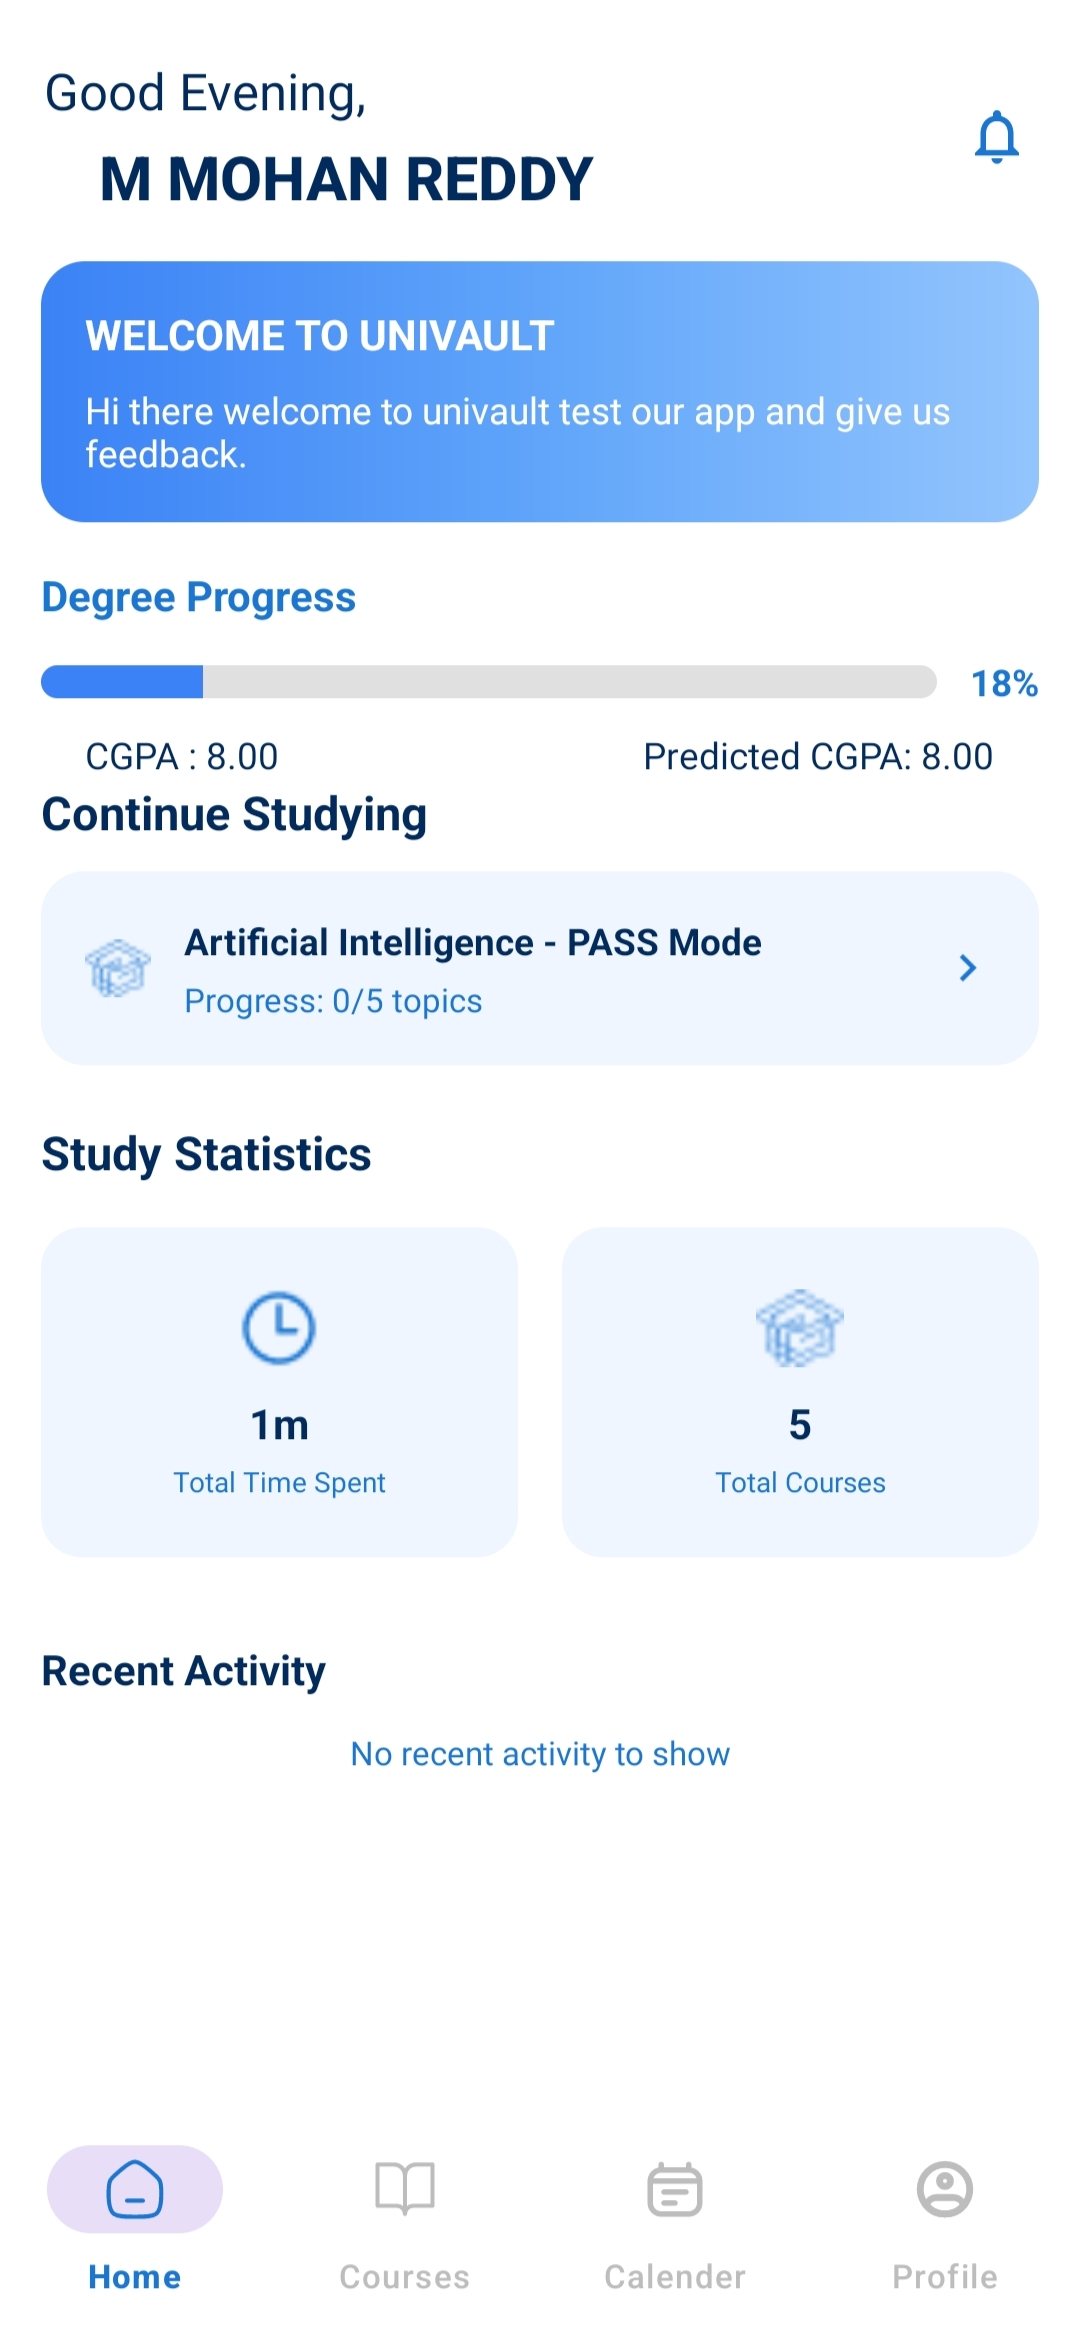 Good Evening,
M MOHAN REDDY
WELCOME TO UNIVAULT
Hi there welcome to univault test our app and give us
feedback.
Degree Progress
18%
CGPA : 8.00
Predicted CGPA: 8.00
Continue Studying
Artificial Intelligence - PASS Mode
Progress: 0/5 topics
Study Statistics
1m
Total Time Spent
5
Total Courses
Recent Activity
No recent activity to show
Home
Courses
Calender
Profile